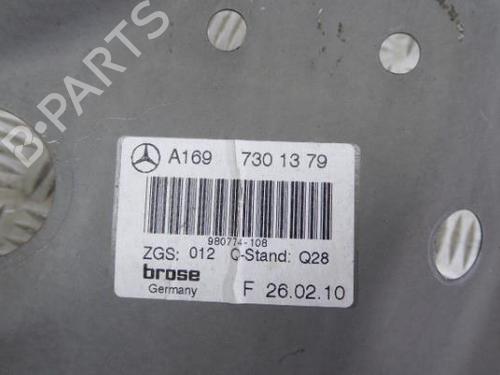 B-PARTS
A169 730 13 79
980774-108
ZGS: 012 Q-Stand: Q28
brose
Germany F 26.02.10